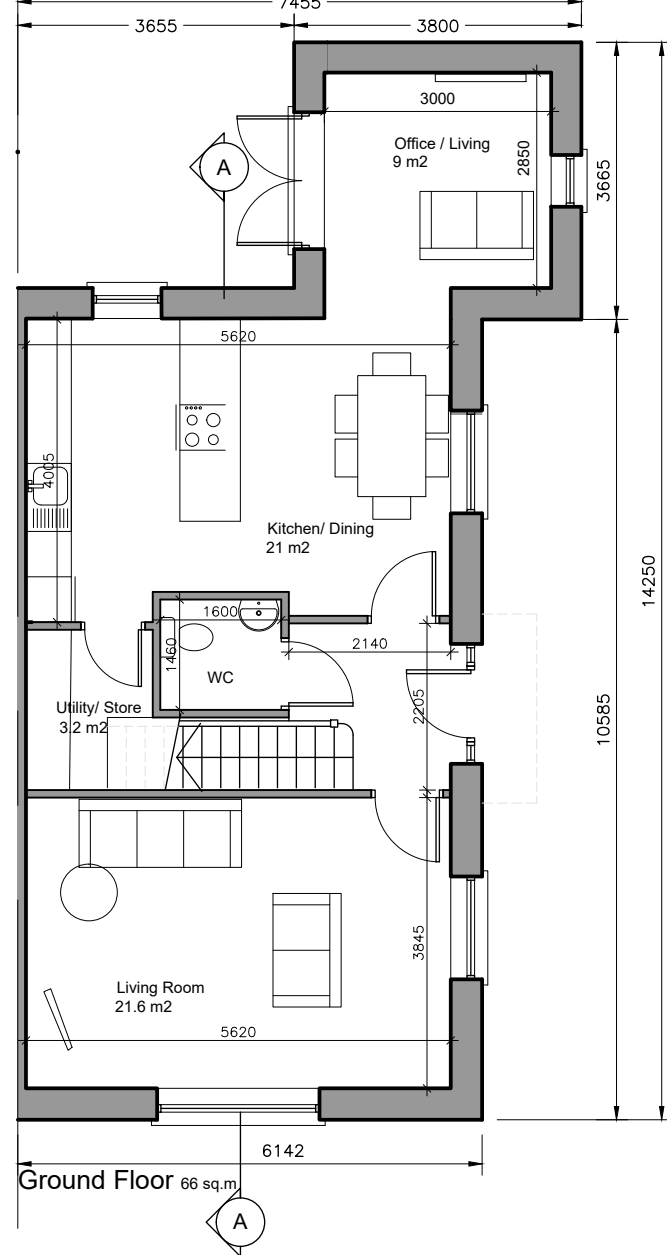 7455
3655
3800
3000
Office / Living
9 m2
2850
3665
A
5620
4005
Kitchen/ Dining
21 m2
14250
1600
1460
2140
WC
2205
Utility/ Store
3.2 m2
10585
3845
Living Room
21.6 m2
5620
6142
Ground Floor 66 sq.m
A